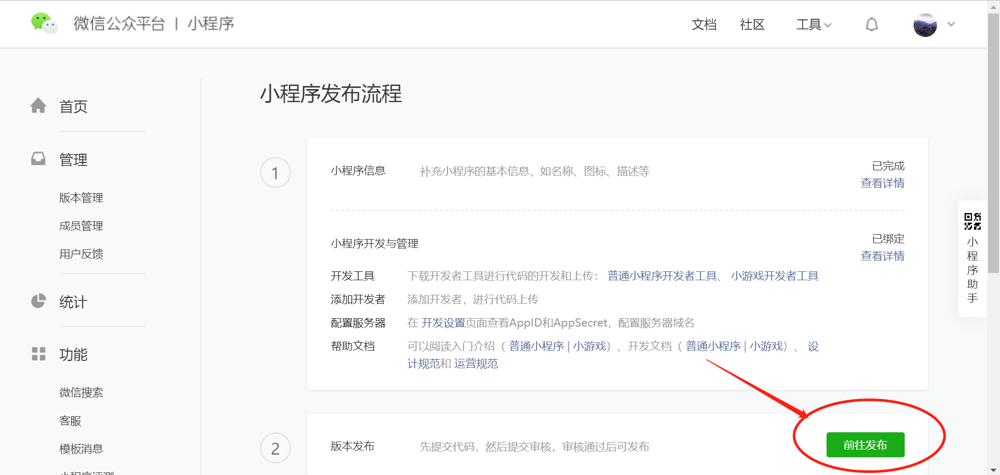 微信公众平台 | 小程序
文档 社区 工具
首页
管理
版本管理
成员管理
用户反馈
统计
功能
微信搜索
客服
模板消息
小程序评测
小程序发布流程
1
小程序信息 补充小程序的基本信息，如名称、图标、描述等 已完成
查看详情
小程序开发与管理 已绑定
查看详情
开发工具 下载开发者工具进行代码的开发和上传： 普通小程序开发者工具、 小游戏开发者工具
添加开发者 添加开发者，进行代码上传
配置服务器 在 开发设置页面查看AppID和AppSecret，配置服务器域名
帮助文档 可以阅读入门介绍（ 普通小程序 | 小游戏）、开发文档（ 普通小程序 | 小游戏）、 设
计规范和 运营规范
2
版本发布 先提交代码，然后提交审核，审核通过后可发布 前往发布
小
程
序
助
手